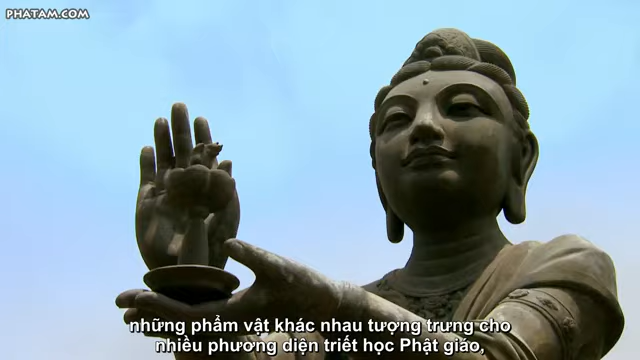 PHATAM.COM
những phẩm vật khác nhau tượng trưng cho
nhiều phương diện triết học Phật giáo,